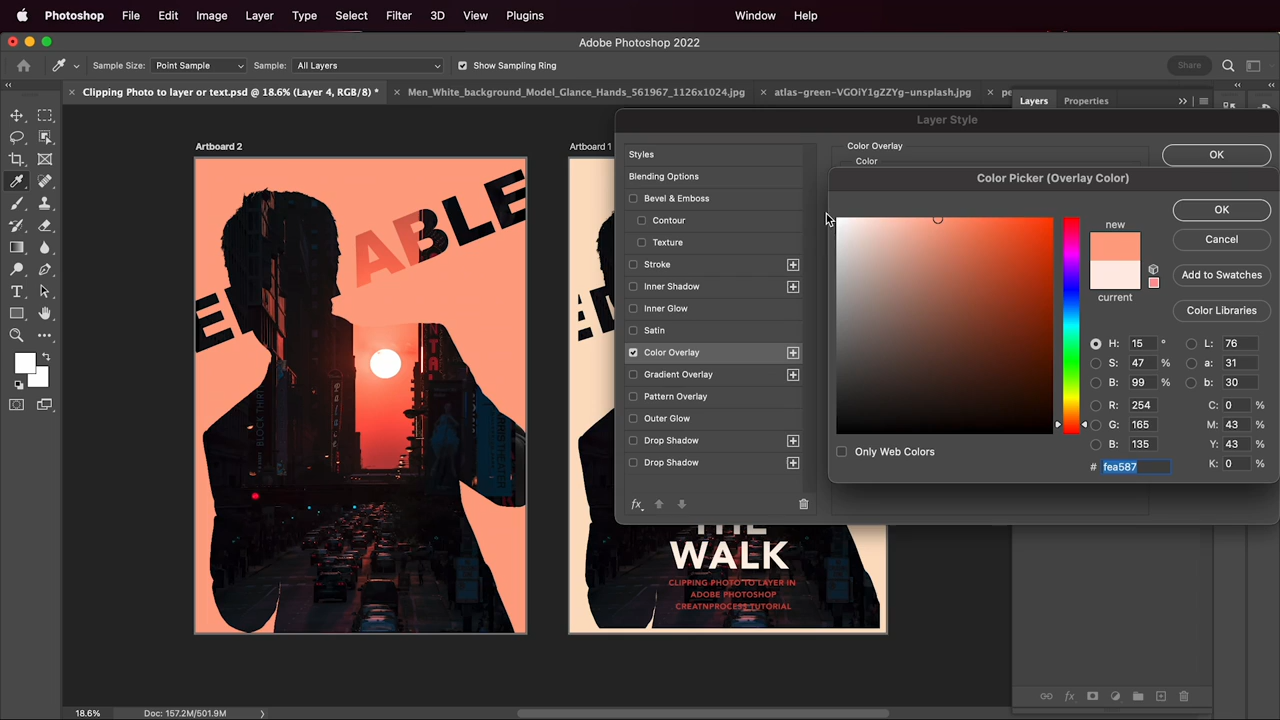 Photoshop File Edit Image Layer Type Select Filter 3D View Plugins Window Help
Adobe Photoshop 2022
Sample Size: Point Sample Sample: All Layers Show Sampling Ring Share
× Clipping Photo to layer or text.psd @ 18.6% (Layer 4, RGB/8) * × Men_White_background_Model_Glance_Hands_561967_1126x1024.jpg × atlas-green-VGOiY1gZZYg-unsplash.jpg × pe
Layers Properties
Artboard 2
Artboard 1
ABLE
Layer Style
Styles
Blending Options
Bevel & Emboss
Contour
Texture
Stroke
Inner Shadow
Inner Glow
Satin
Color Overlay
Gradient Overlay
Pattern Overlay
Outer Glow
Drop Shadow
Drop Shadow
fx
Color Overlay
Color
OK
Color Picker (Overlay Color)
new
current
OK
Cancel
Add to Swatches
Color Libraries
H: 15 ° L: 76
S: 47 % a: 31
B: 99 % b: 30
R: 254 C: 0 %
G: 165 M: 43 %
B: 135 Y: 43 %
# fea587 K: 0 %
Only Web Colors
THE
WALK
CLIPPING PHOTO TO LAYER IN
ADOBE PHOTOSHOP
CREATNPROCESS TUTORIAL
fx
18.6% Doc: 157.2M/501.9M